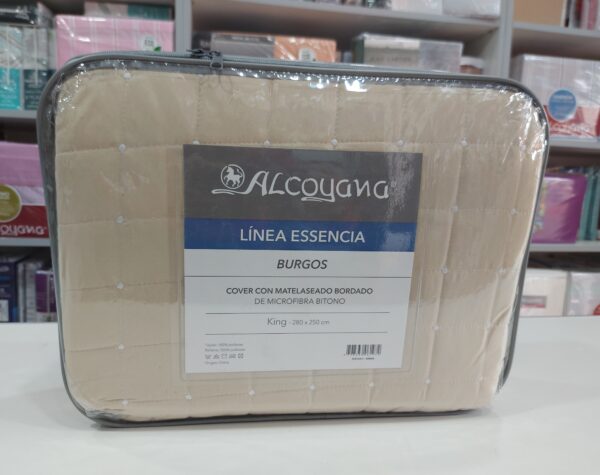 ALCOYANA
LÍNEA ESSENCIA
BURGOS
COVER CON MATELASEADO BORDADO
DE MICROFIBRA BITONO
King - 280 x 250 cm